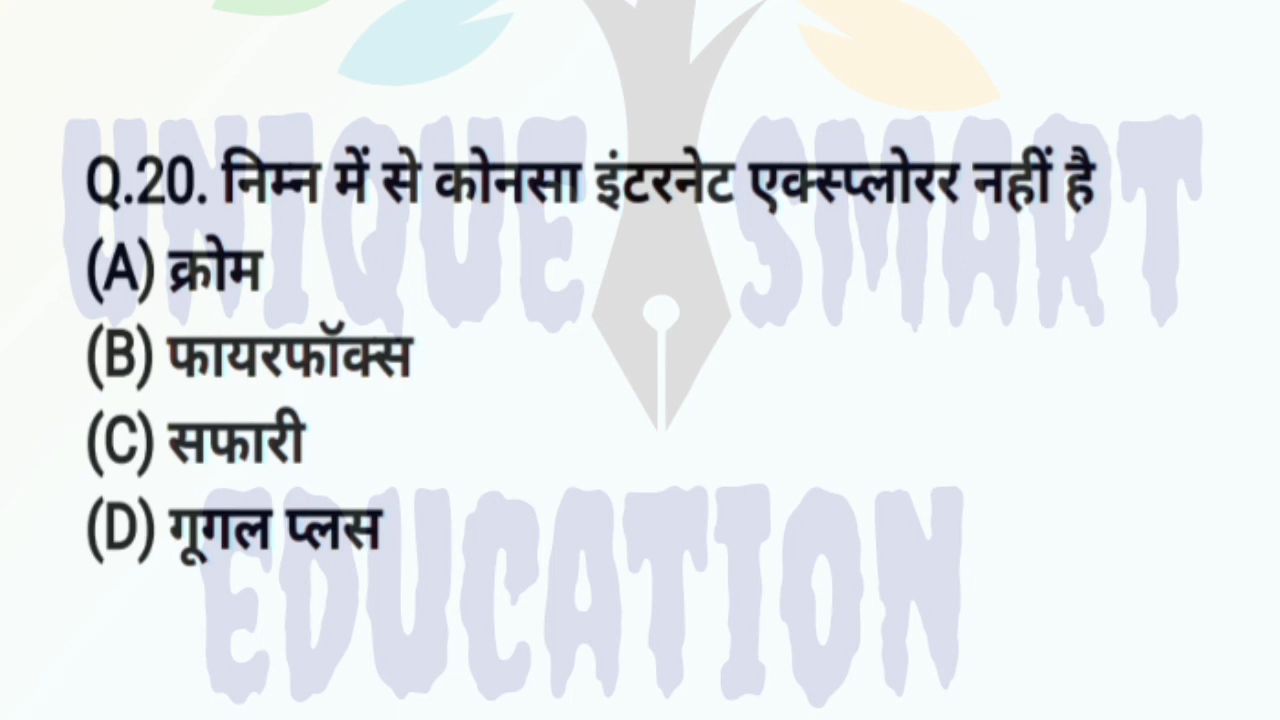 UNIQUE SMART
Q.20. निम्न में से कोनसा इंटरनेट एक्स्प्लोरर नहीं है
(A) क्रोम
(B) फायरफॉक्स
(C) सफारी
(D) गूगल प्लस
EDUCATION